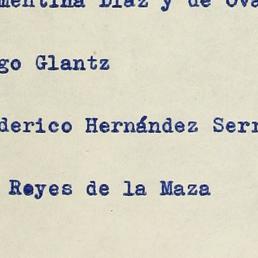 mentina Díaz y de Ova
go Glantz
derico Hernández Serr
Reyes de la Maza